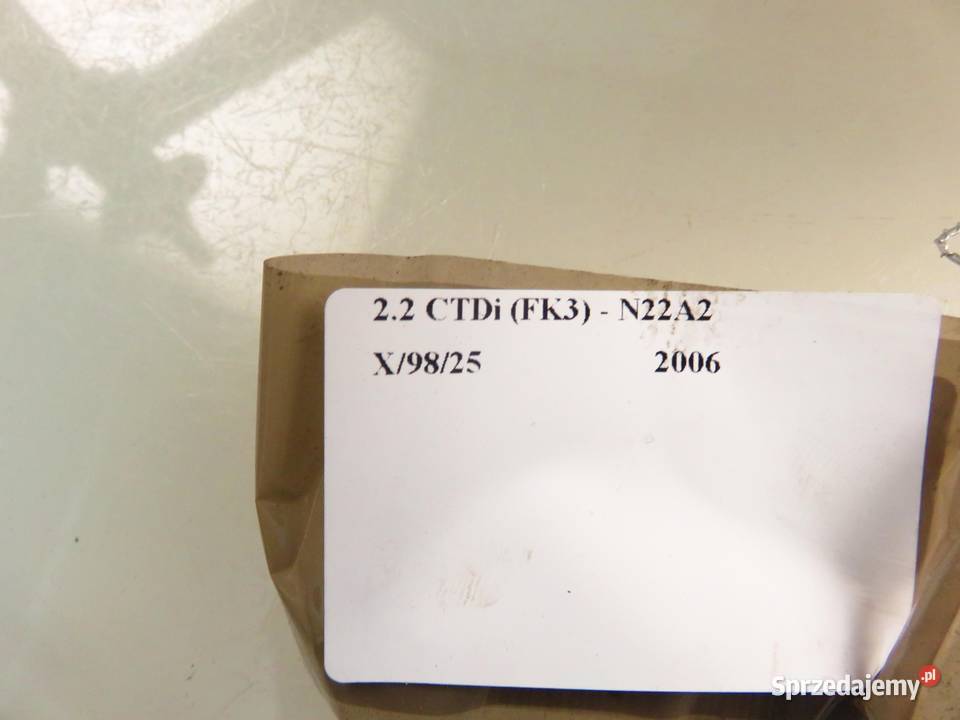 2.2 CTDi (FK3) - N22A2
X/98/25 2006
Sprzedajemy.pl